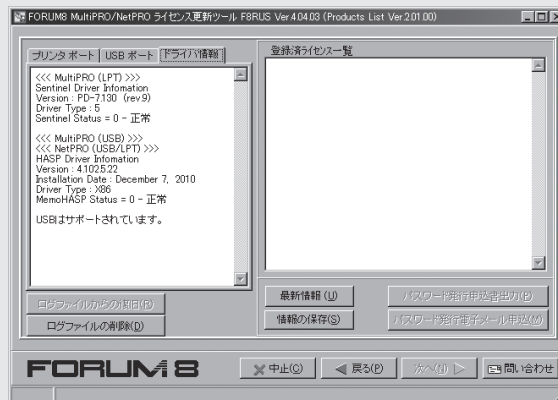 FORUM8 MultiPRO/NetPRO ライセンス更新ツール F8RUS Ver 4.04.03 (Products List Ver 2.01.00)
プリンタ ポート
USB ポート
ドライバ情報
<<< MultiPRO (LPT) >>>
Sentinel Driver Infomation
Version : PD-7.130 (rev.9)
Driver Type : 5
Sentinel Status = 0 - 正常
<<< MultiPRO (USB) >>>
<<< NetPRO (USB/LPT) >>>
HASP Driver Infomation
Version : 4.102.5.22
Installation Date : December 7, 2010
Driver Type : X86
MemoHASP Status = 0 - 正常
USBはサポートされています。
ログファイルからの復旧(R)
ログファイルの削除(D)
登録済ライセンス一覧
最新情報 (U)
パスワード発行申込書出力(P)
情報の保存(S)
パスワード発行電子メール申込(M)
FORUM 8
中止(C)
戻る(P)
次へ(N)
問い合わせ